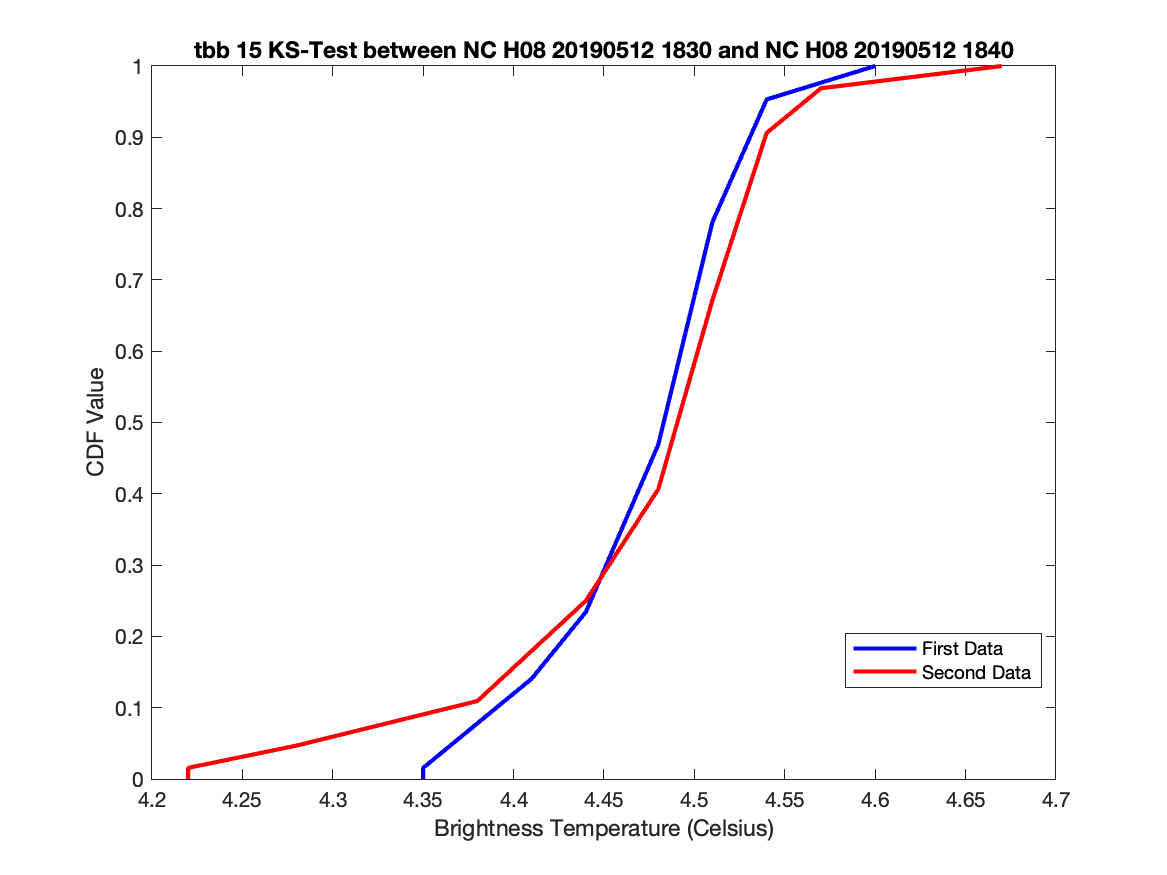 tbb 15 KS-Test between NC H08 20190512 1830 and NC H08 20190512 1840
1
0.9
0.8
0.7
0.6
0.5
0.4
0.3
0.2
0.1
0
CDF Value
First Data
Second Data
4.2 4.25 4.3 4.35 4.4 4.45 4.5 4.55 4.6 4.65 4.7
Brightness Temperature (Celsius)